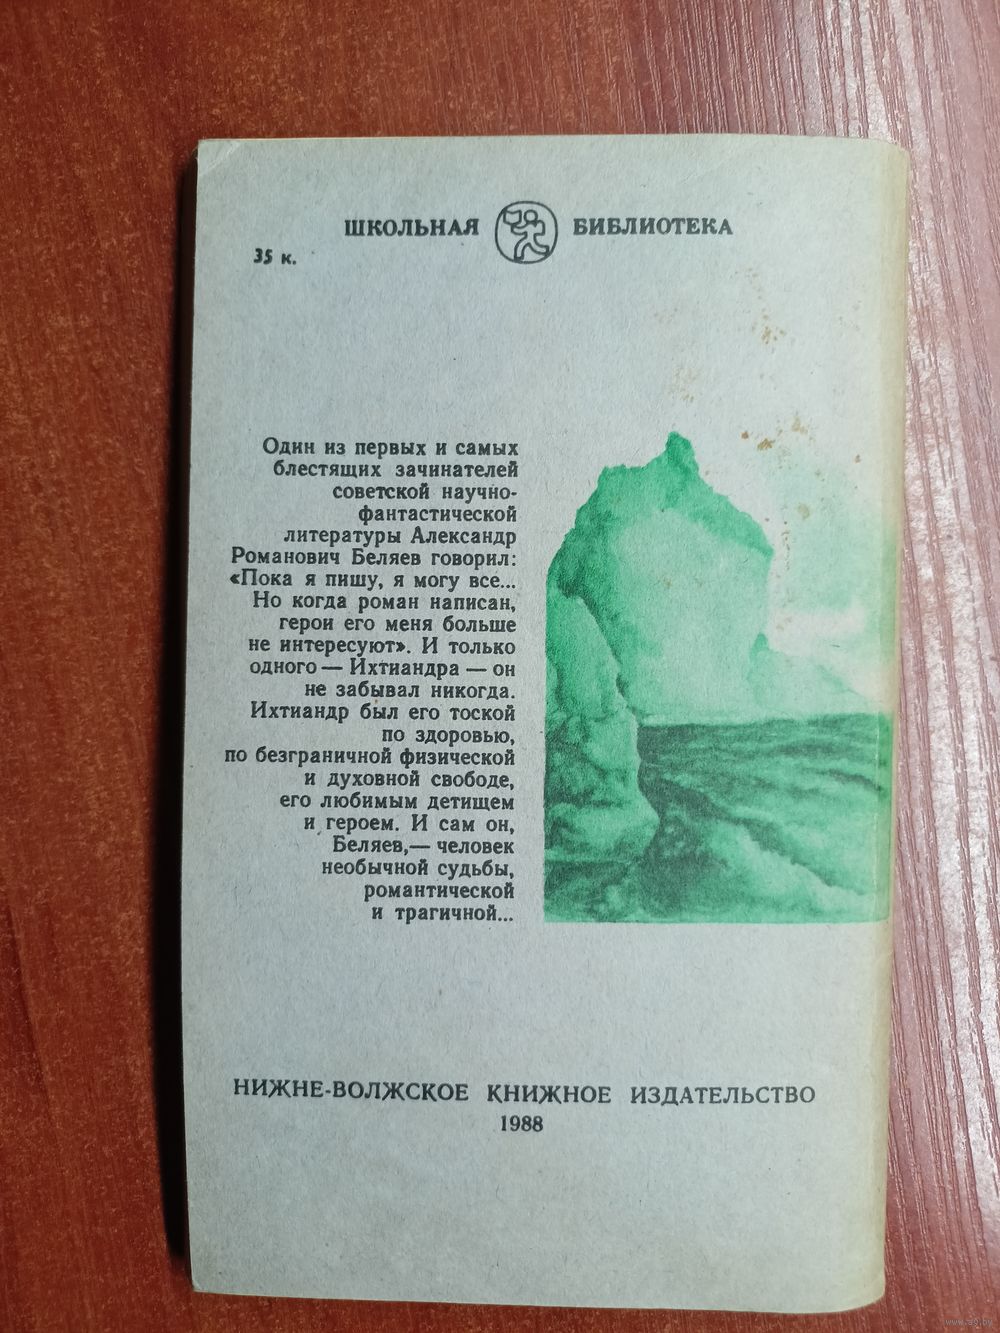 ШКОЛЬНАЯ БИБЛИОТЕКА
35 к.
Один из первых и самых
блестящих зачинателей
советской научно-
фантастической
литературы Александр
Романович Беляев говорил:
«Пока я пишу, я могу все...
Но когда роман написан,
герои его меня больше
не интересуют». И только
одного — Ихтиандра — он
не забывал никогда.
Ихтиандр был его тоской
по здоровью,
по безграничной физической
и духовной свободе,
его любимым детищем
и героем. И сам он,
Беляев,— человек
необычной судьбы,
романтической
и трагичной...
НИЖНЕ-ВОЛЖСКОЕ КНИЖНОЕ ИЗДАТЕЛЬСТВО
1988
www.ay.by